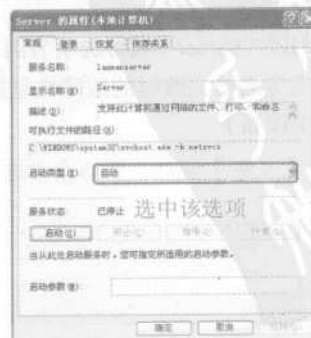 Server 的属性(本地计算机)
常规 登录 恢复 依存关系
服务名称: lanmanserver
显示名称(N): Server
描述(D): 支持此计算机通过网络的文件、打印、和命名
可执行文件的路径(H):
C:\WINDOWS\system32\svchost.exe -k netsvcs
启动类型(E): 自动
服务状态: 已停止 选中该选项
启动(S) 停止(T)
当从此处启动服务时，您可指定所适用的启动参数。
启动参数(M):
确定 取消